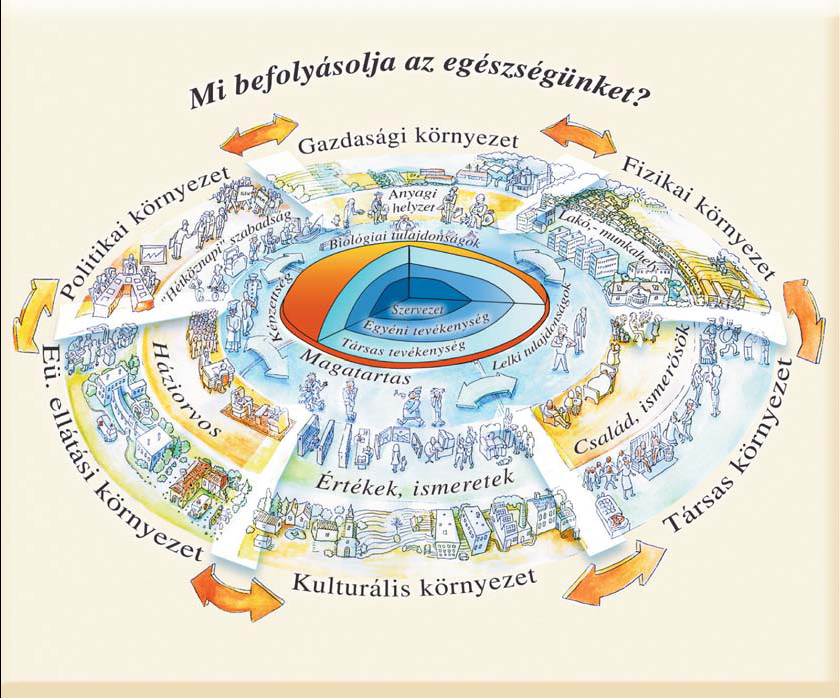 Mi befolyásolja az egészségünket?
Gazdasági környezet
Fizikai környezet
Politikai környezet
Anyagi
helyzet
Lakó,- munkahely
"Hétköznapi" szabadság
Biológiai tulajdonságok
Képzettség
Szervezet
Egyéni tevékenység
Társas tevékenység
Lelki tulajdonságok
Magatartas
Háziorvos
Család, ismerősök
Értékek, ismeretek
Eü. ellátási környezet
Társas környezet
Kulturális környezet